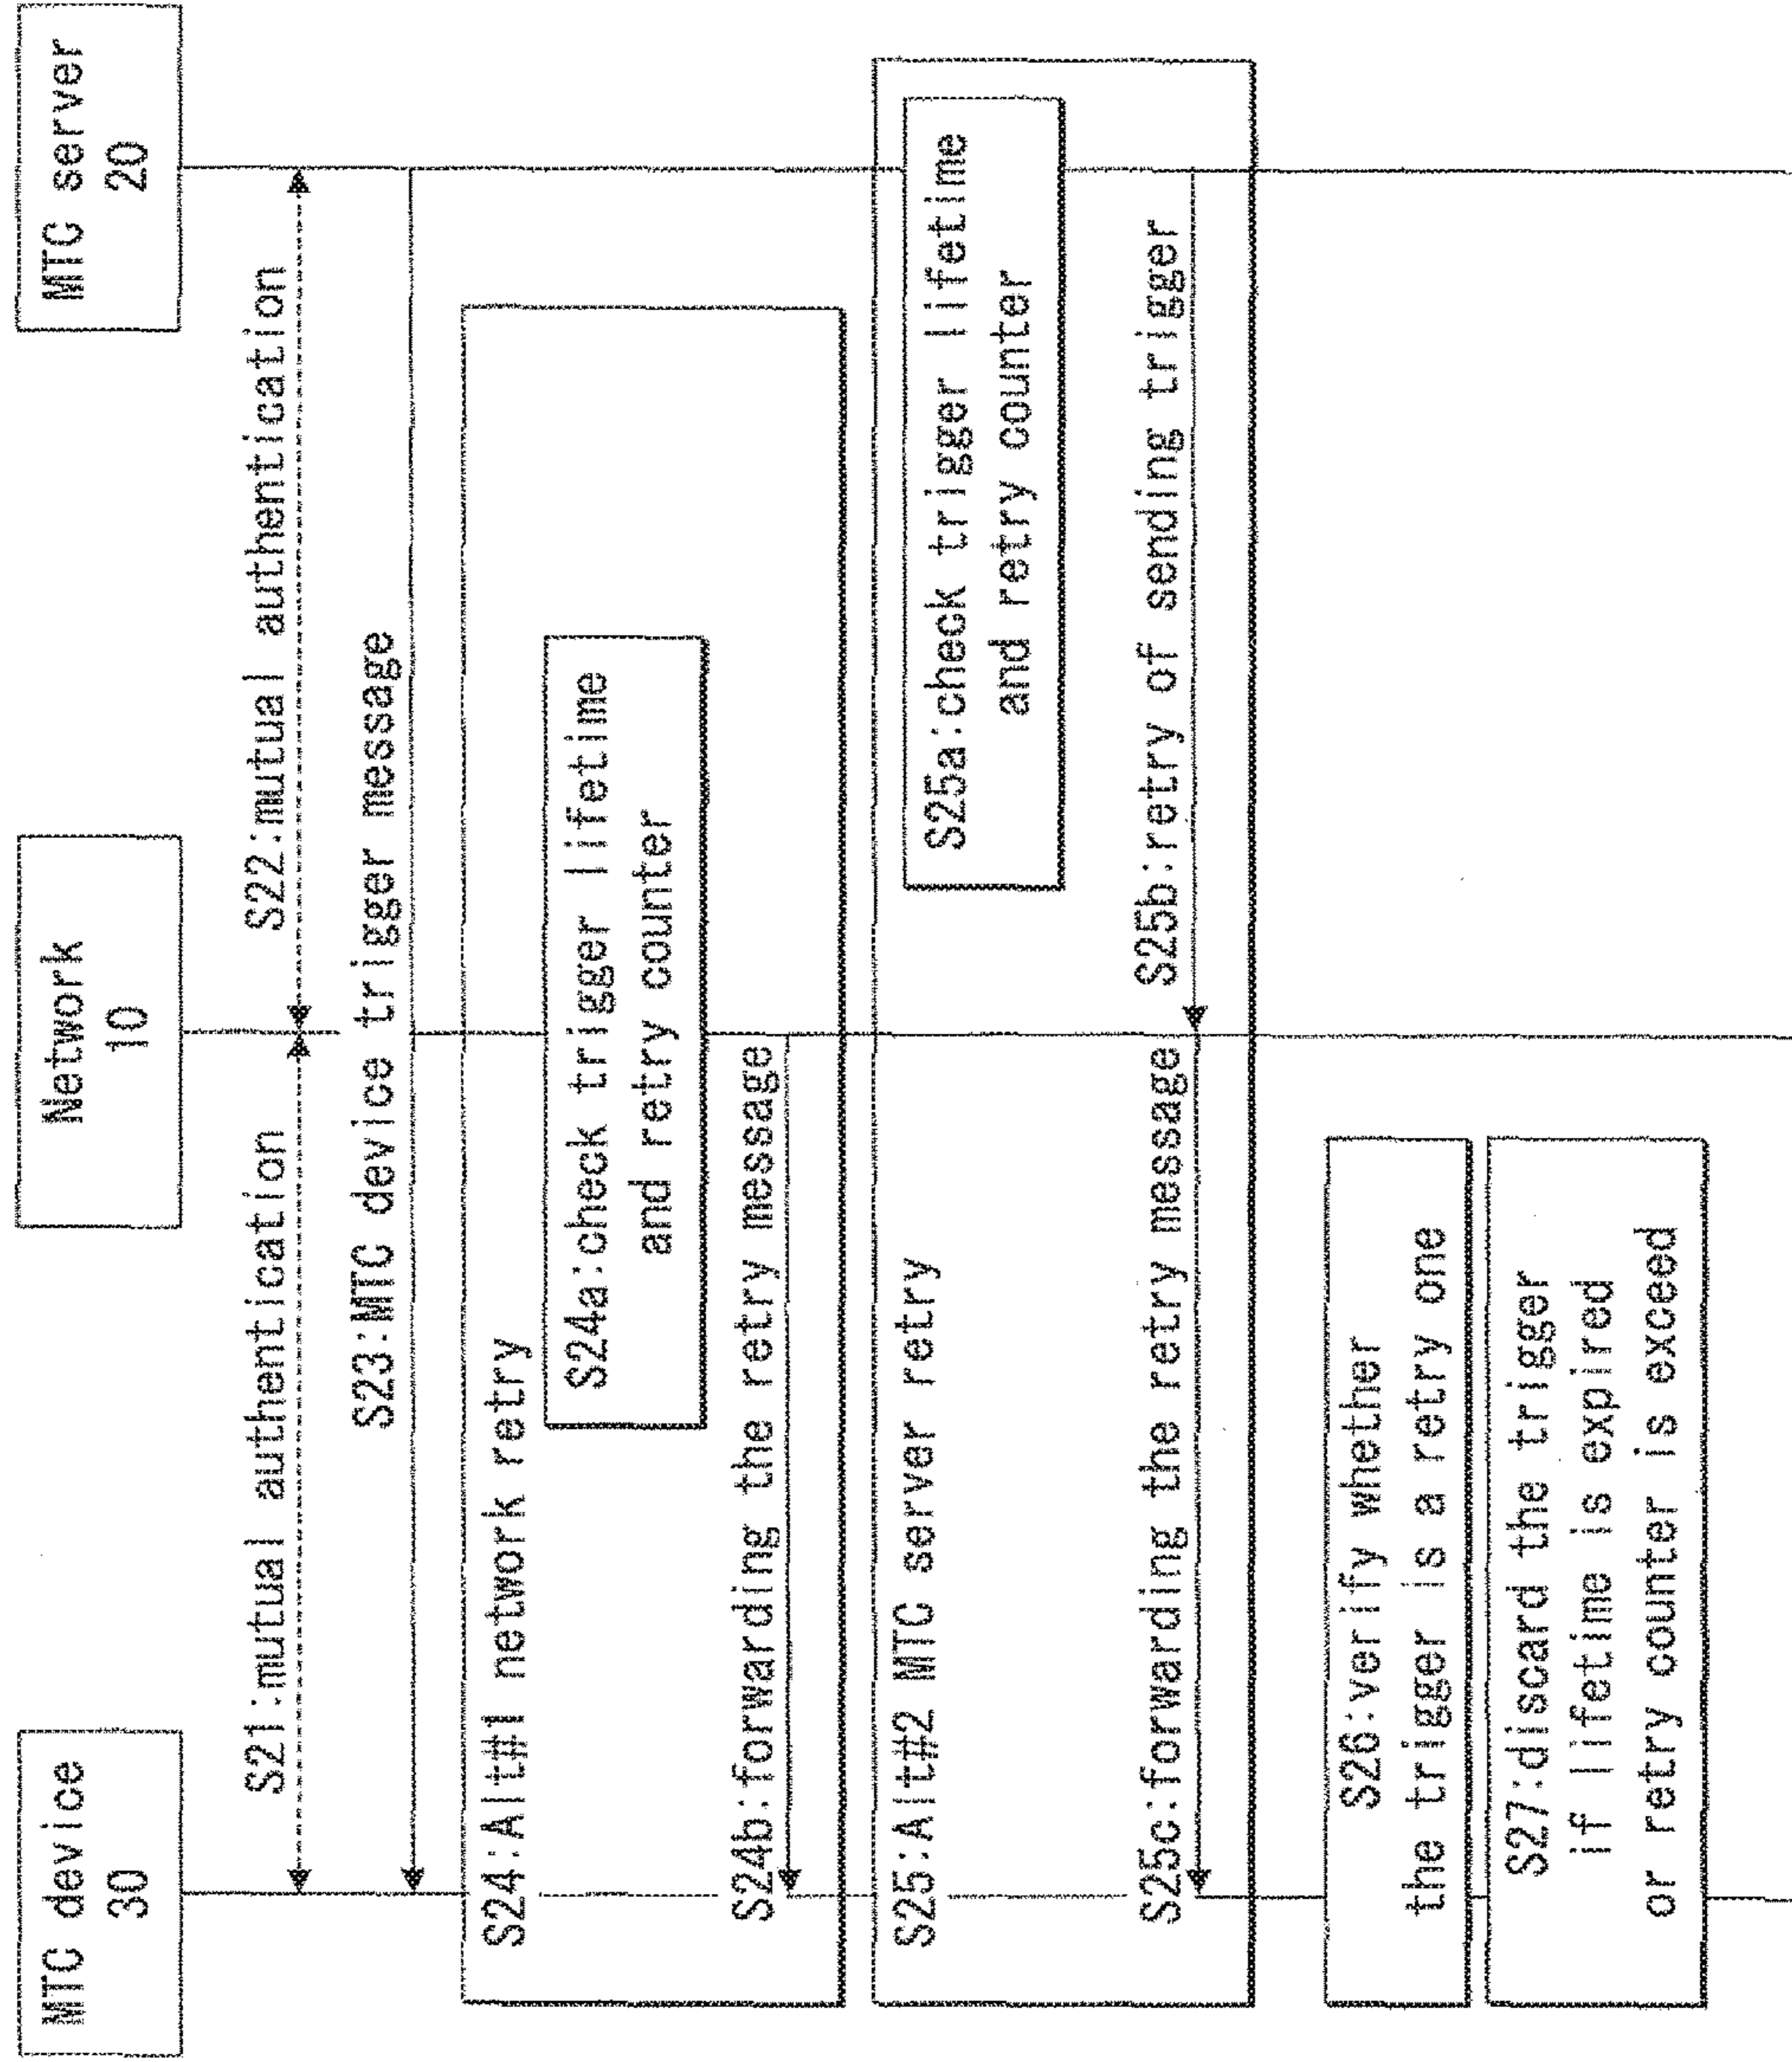 MTC device
30
Network
10
MTC server
20
S21:mutual authentication
S22:mutual authentication
S23:MTC device trigger message
S24:Alt#1 network retry
S24a:check trigger lifetime
and retry counter
S24b:forwarding the retry message
S25:Alt#2 MTC server retry
S25a:check trigger lifetime
and retry counter
S25b:retry of sending trigger
S25c:forwarding the retry message
S26:verify whether
the trigger is a retry one
S27:discard the trigger
if lifetime is expired
or retry counter is exceed